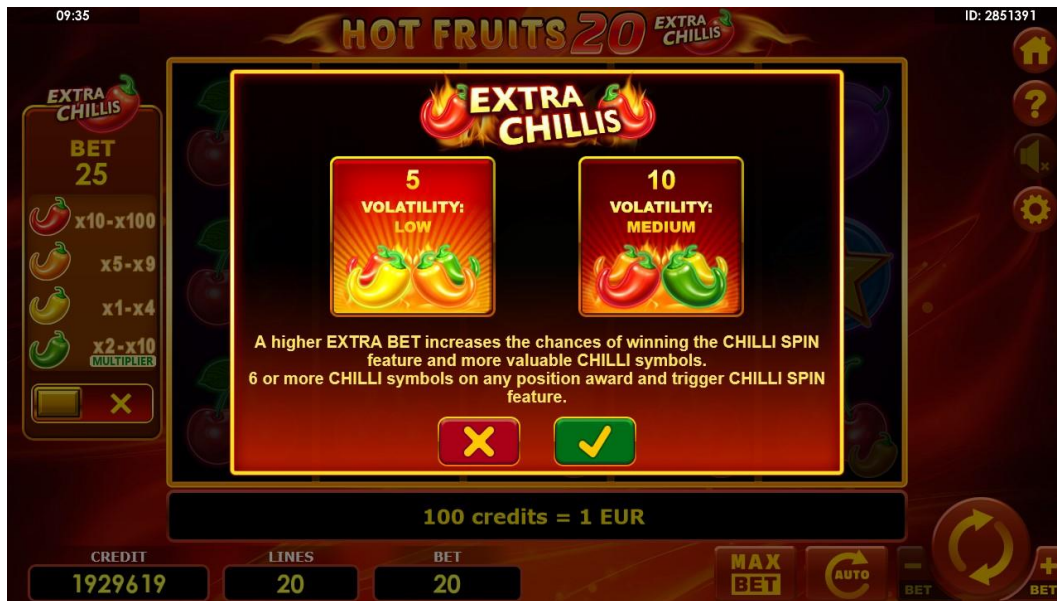 09:35
ID: 2851391
HOT FRUITS 20 EXTRA CHILLIS
EXTRA
CHILLIS
BET
25
x10-x100
x5-x9
x1-x4
x2-x10
MULTIPLIER
EXTRA
CHILLIS
5
VOLATILITY:
LOW
10
VOLATILITY:
MEDIUM
A higher EXTRA BET increases the chances of winning the CHILLI SPIN
feature and more valuable CHILLI symbols.
6 or more CHILLI symbols on any position award and trigger CHILLI SPIN
feature.
100 credits = 1 EUR
CREDIT
1929619
LINES
20
BET
20
MAX
BET
AUTO
BET
BET